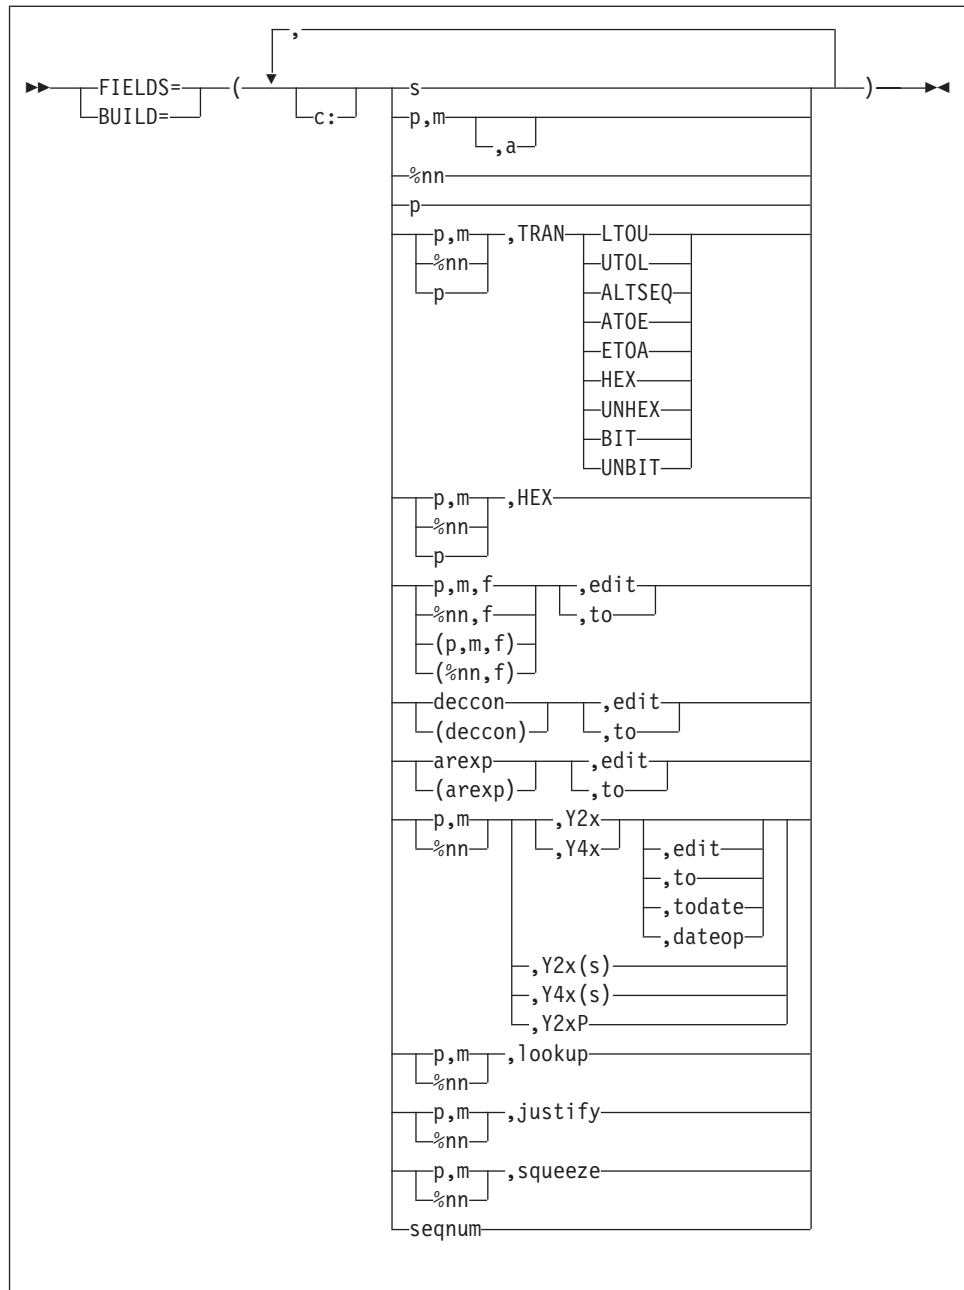 ,
FIELDS= ( c: s )
BUILD=
p,m ,a
%nn
p
p,m ,TRAN LTOU
%nn UTOL
p ALTSEQ
ATOE
ETOA
HEX
UNHEX
BIT
UNBIT
p,m ,HEX
%nn
p
p,m,f ,edit
%nn,f ,to
(p,m,f)
(%nn,f)
deccon ,edit
(deccon) ,to
arexp ,edit
(arexp) ,to
p,m ,Y2x
%nn ,Y4x ,edit
,to
,todate
,dateop
,Y2x(s)
,Y4x(s)
,Y2xP
p,m ,lookup
%nn
p,m ,justify
%nn
p,m ,squeeze
%nn
seqnum